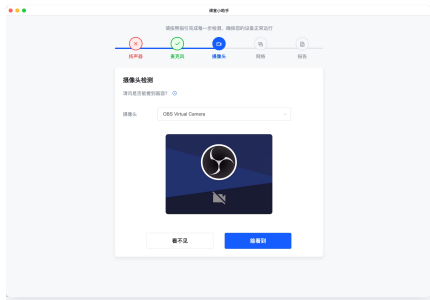 课堂小助手
请按照指引完成每一步检测，确保您的设备正常运行
扬声器
麦克风
摄像头
网络
报告
摄像头检测
请问是否能看到画面？
摄像头
OBS Virtual Camera
看不见
能看到